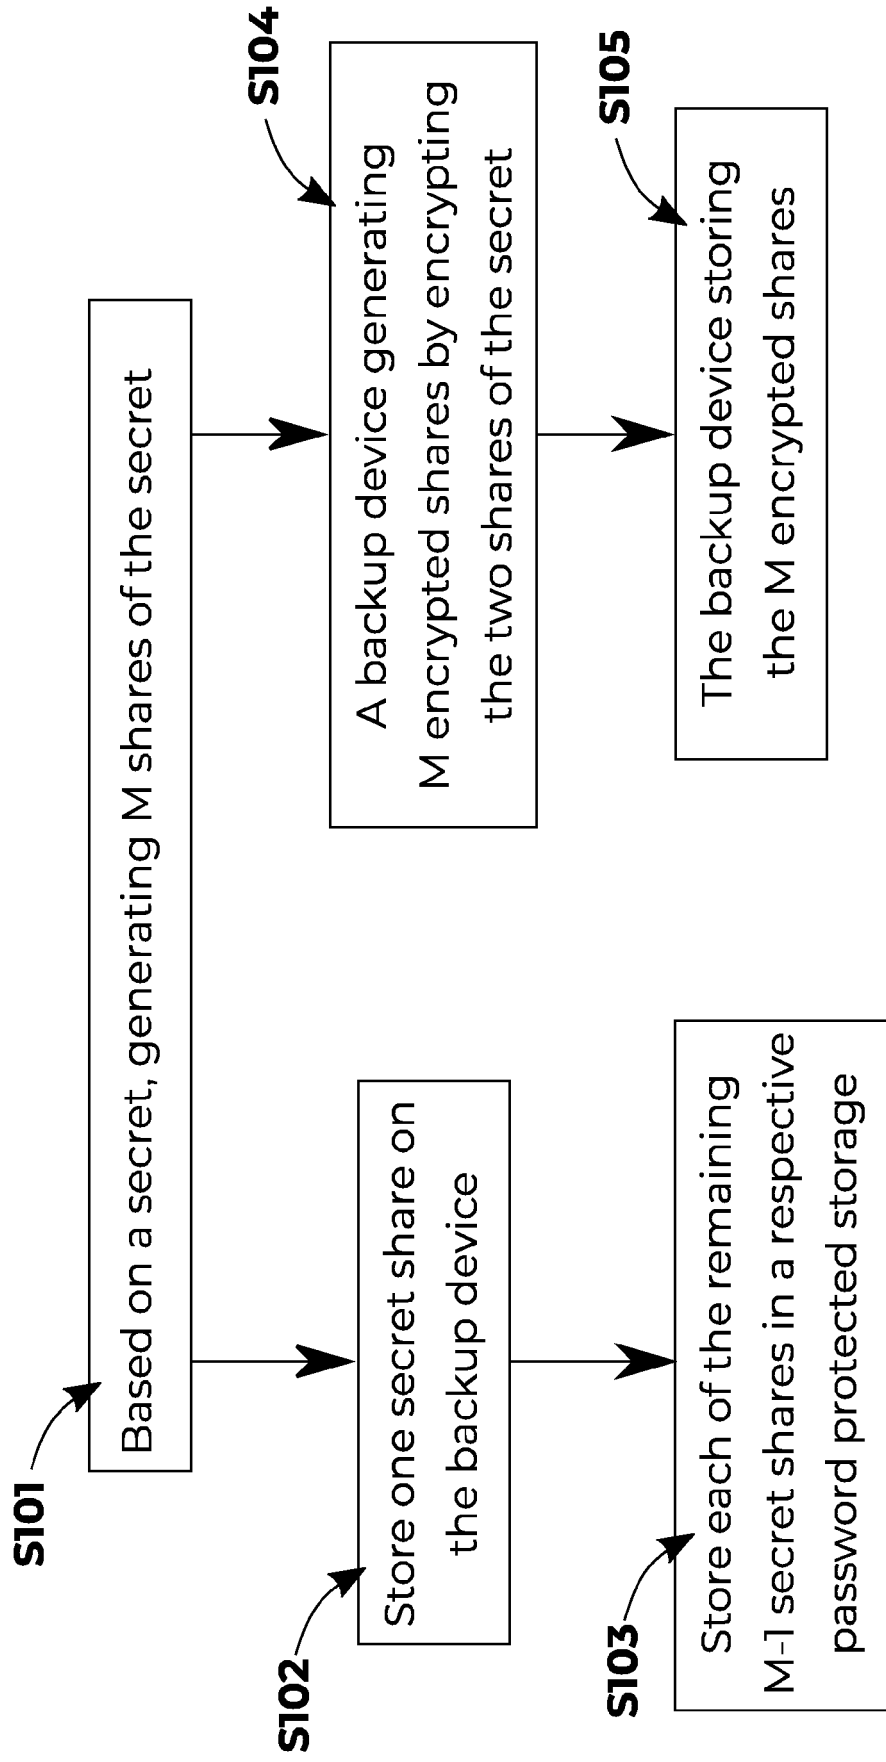 S101
Based on a secret, generating M shares of the secret
S102
Store one secret share on
the backup device
S103
Store each of the remaining
M-1 secret shares in a respective
password protected storage
S104
A backup device generating
M encrypted shares by encrypting
the two shares of the secret
S105
The backup device storing
the M encrypted shares